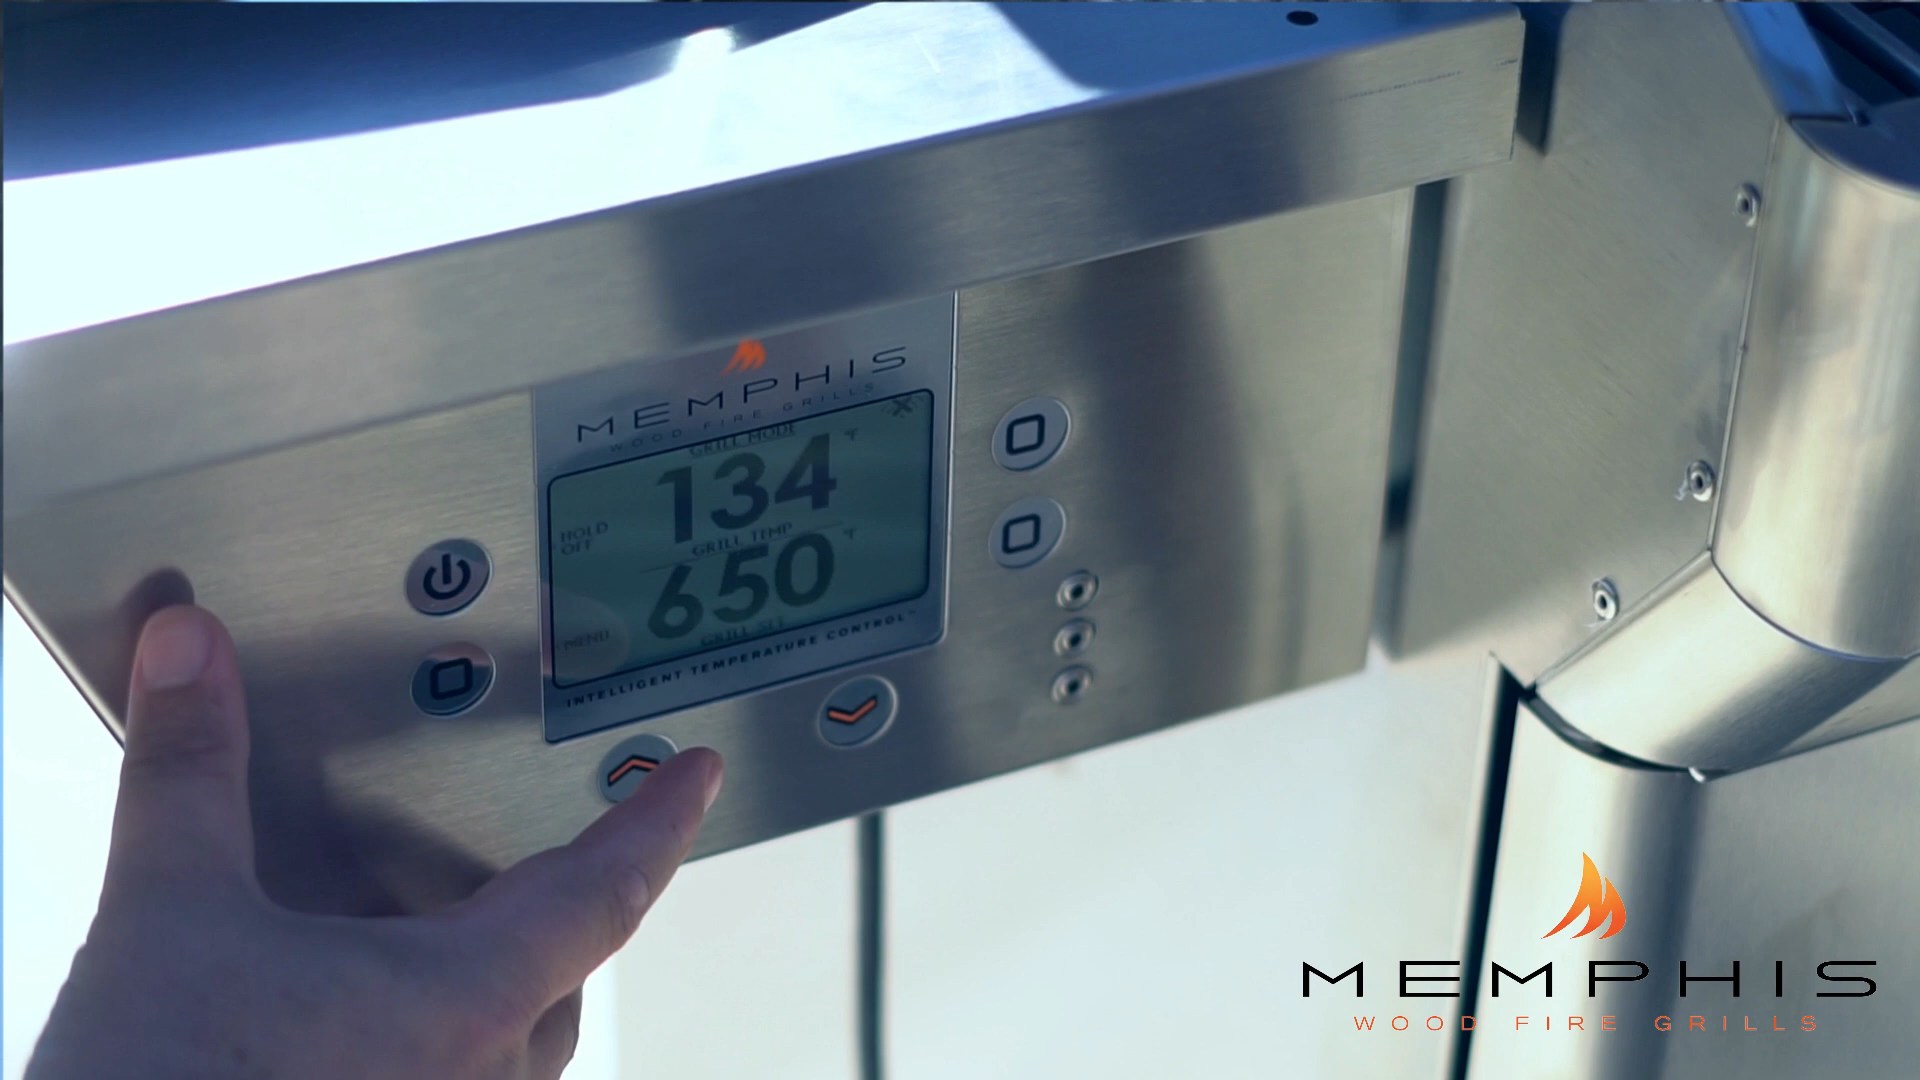 MEMPHIS
WOOD FIRE GRILLS
GRILL MODE
134 °F
HOLD
OFF
GRILL TEMP
650 °F
MENU
GRILL SET
INTELLIGENT TEMPERATURE CONTROL™
MEMPHIS
WOOD FIRE GRILLS